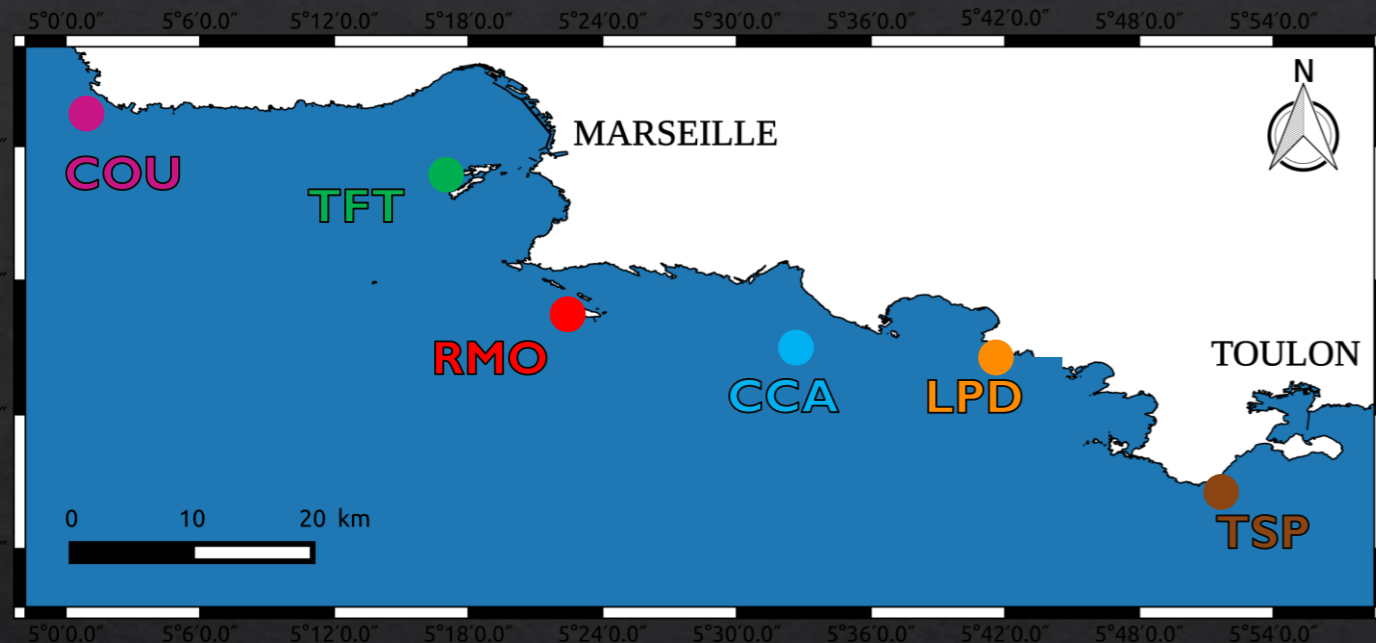 5°0′0.0″ 5°6′0.0″ 5°12′0.0″ 5°18′0.0″ 5°24′0.0″ 5°30′0.0″ 5°36′0.0″ 5°42′0.0″ 5°48′0.0″ 5°54′0.0″
N
MARSEILLE
COU
TFT
RMO
TOULON
CCA
LPD
0 10 20 km
TSP
5°0′0.0″ 5°6′0.0″ 5°12′0.0″ 5°18′0.0″ 5°24′0.0″ 5°30′0.0″ 5°36′0.0″ 5°42′0.0″ 5°48′0.0″ 5°54′0.0″